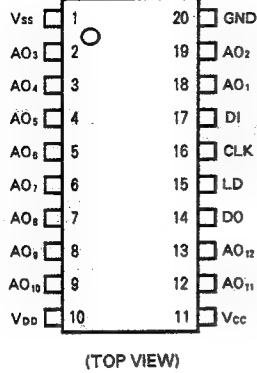 Vss 1 20 GND
AO₃ 2 19 AO₂
AO₄ 3 18 AO₁
AO₅ 4 17 DI
AO₆ 5 16 CLK
AO₇ 6 15 LD
AO₈ 7 14 DO
AO₉ 8 13 AO₁₂
AO₁₀ 9 12 AO₁₁
VDD 10 11 Vcc
(TOP VIEW)